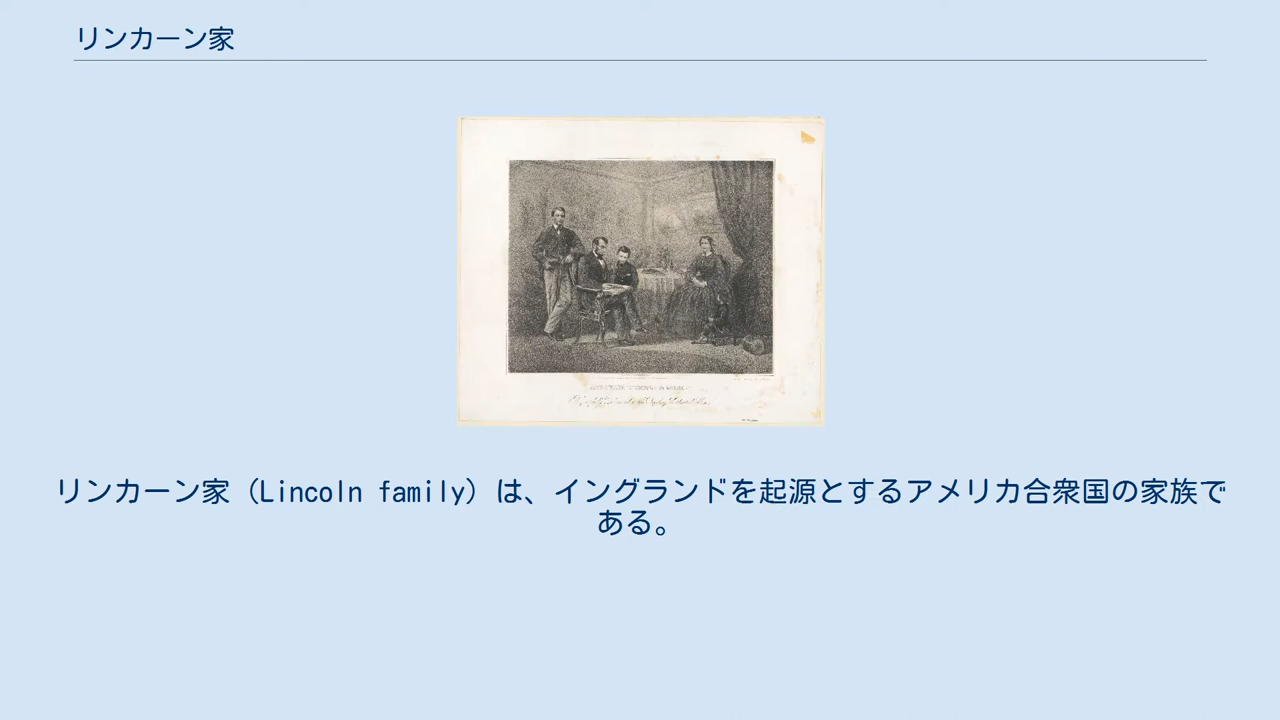 リンカーン家
リンカーン家（Lincoln family）は、イングランドを起源とするアメリカ合衆国の家族で
ある。